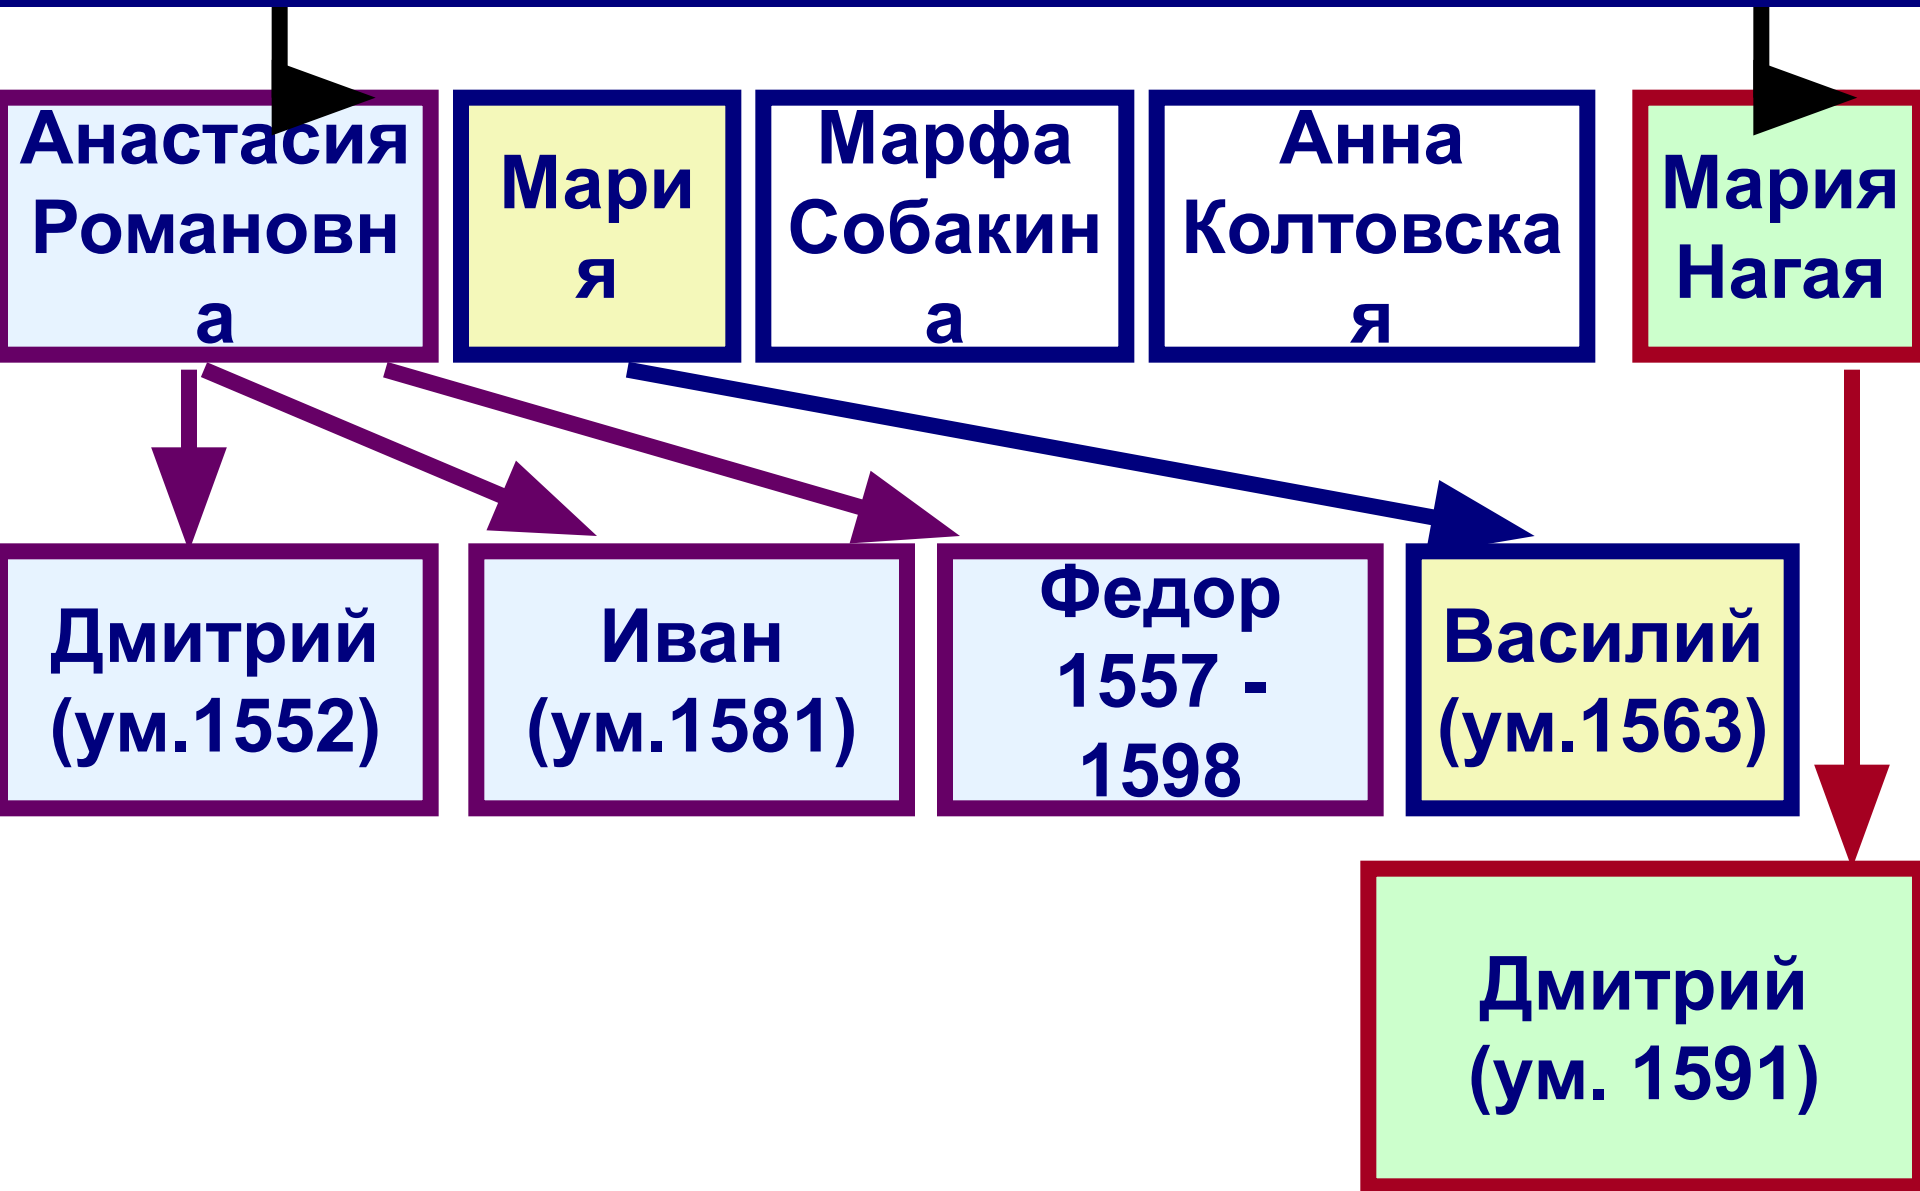 Анастасия
Романовн
а
Мари
я
Марфа
Собакин
а
Анна
Колтовска
я
Мария
Нагая
Дмитрий
(ум.1552)
Иван
(ум.1581)
Федор
1557 -
1598
Василий
(ум.1563)
Дмитрий
(ум. 1591)